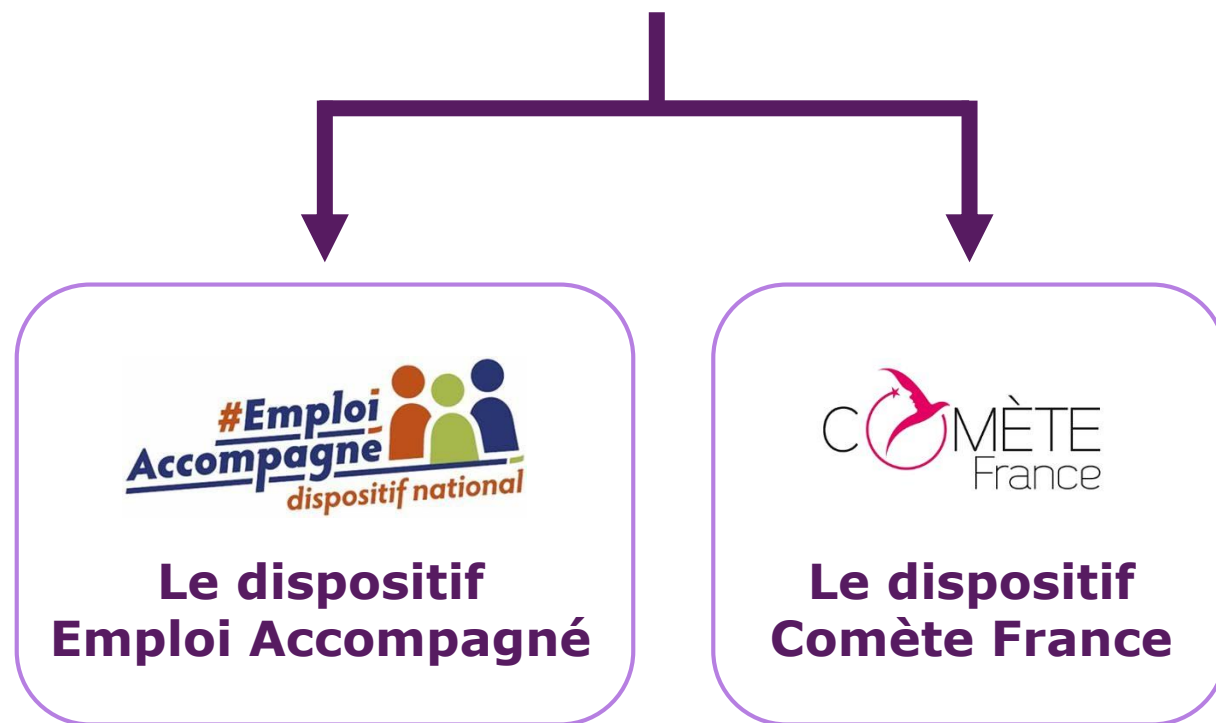 #Emploi
Accompagné
dispositif national
COMÈTE
France
Le dispositif
Emploi Accompagné
Le dispositif
Comète France